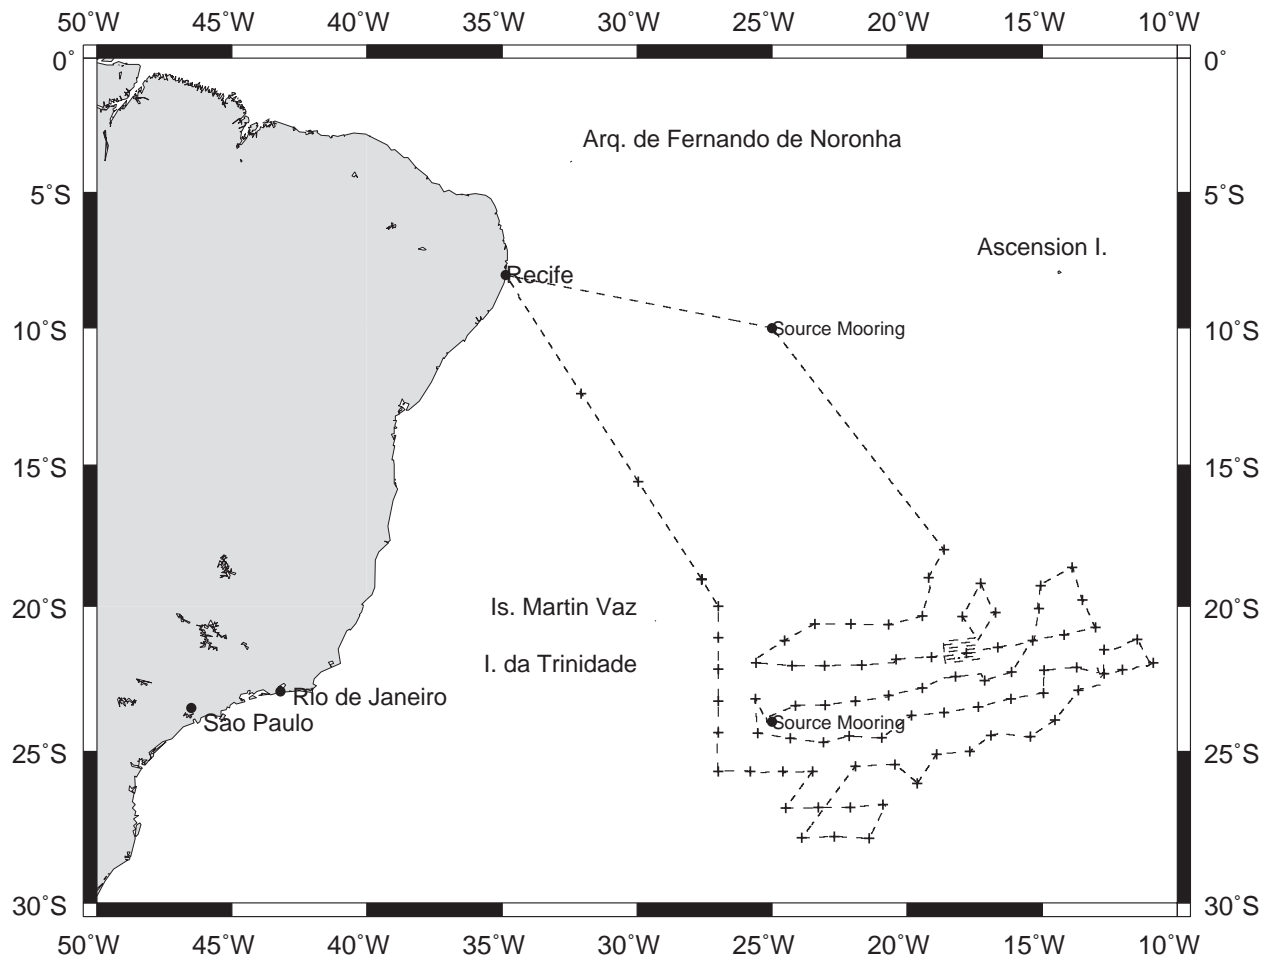 50˚W 45˚W 40˚W 35˚W 30˚W 25˚W 20˚W 15˚W 10˚W
0˚ 0˚
Arq. de Fernando de Noronha
5˚S 5˚S
Ascension I.
Recife
10˚S Source Mooring 10˚S
15˚S 15˚S
20˚S Is. Martin Vaz 20˚S
I. da Trinidade
Rio de Janeiro
Sao Paulo Source Mooring
25˚S 25˚S
30˚S 30˚S
50˚W 45˚W 40˚W 35˚W 30˚W 25˚W 20˚W 15˚W 10˚W